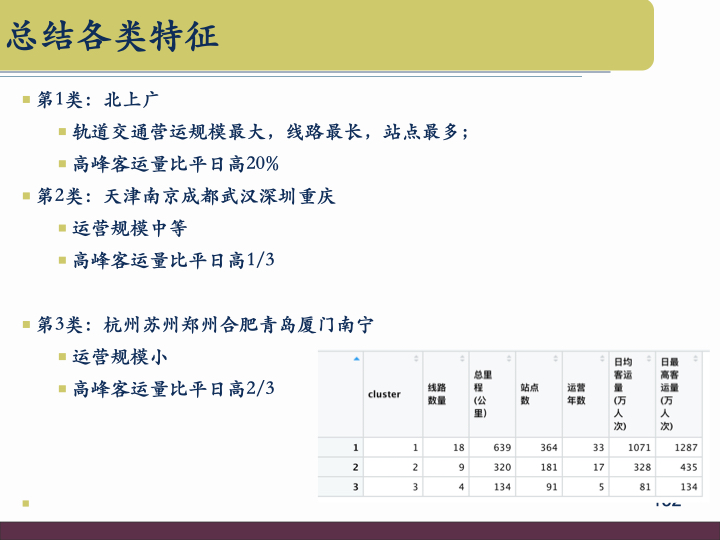 总结各类特征
第1类：北上广
轨道交通营运规模最大，线路最长，站点最多；
高峰客运量比平日高20%
第2类：天津南京成都武汉深圳重庆
运营规模中等
高峰客运量比平日高1/3
第3类：杭州苏州郑州合肥青岛厦门南宁
运营规模小
高峰客运量比平日高2/3
cluster 线路数量 总里程(公里) 站点数 运营年数 日均客运量(万人次) 日最高客运量(万人次)
1 1 18 639 364 33 1071 1287
2 2 9 320 181 17 328 435
3 3 4 134 91 5 81 134